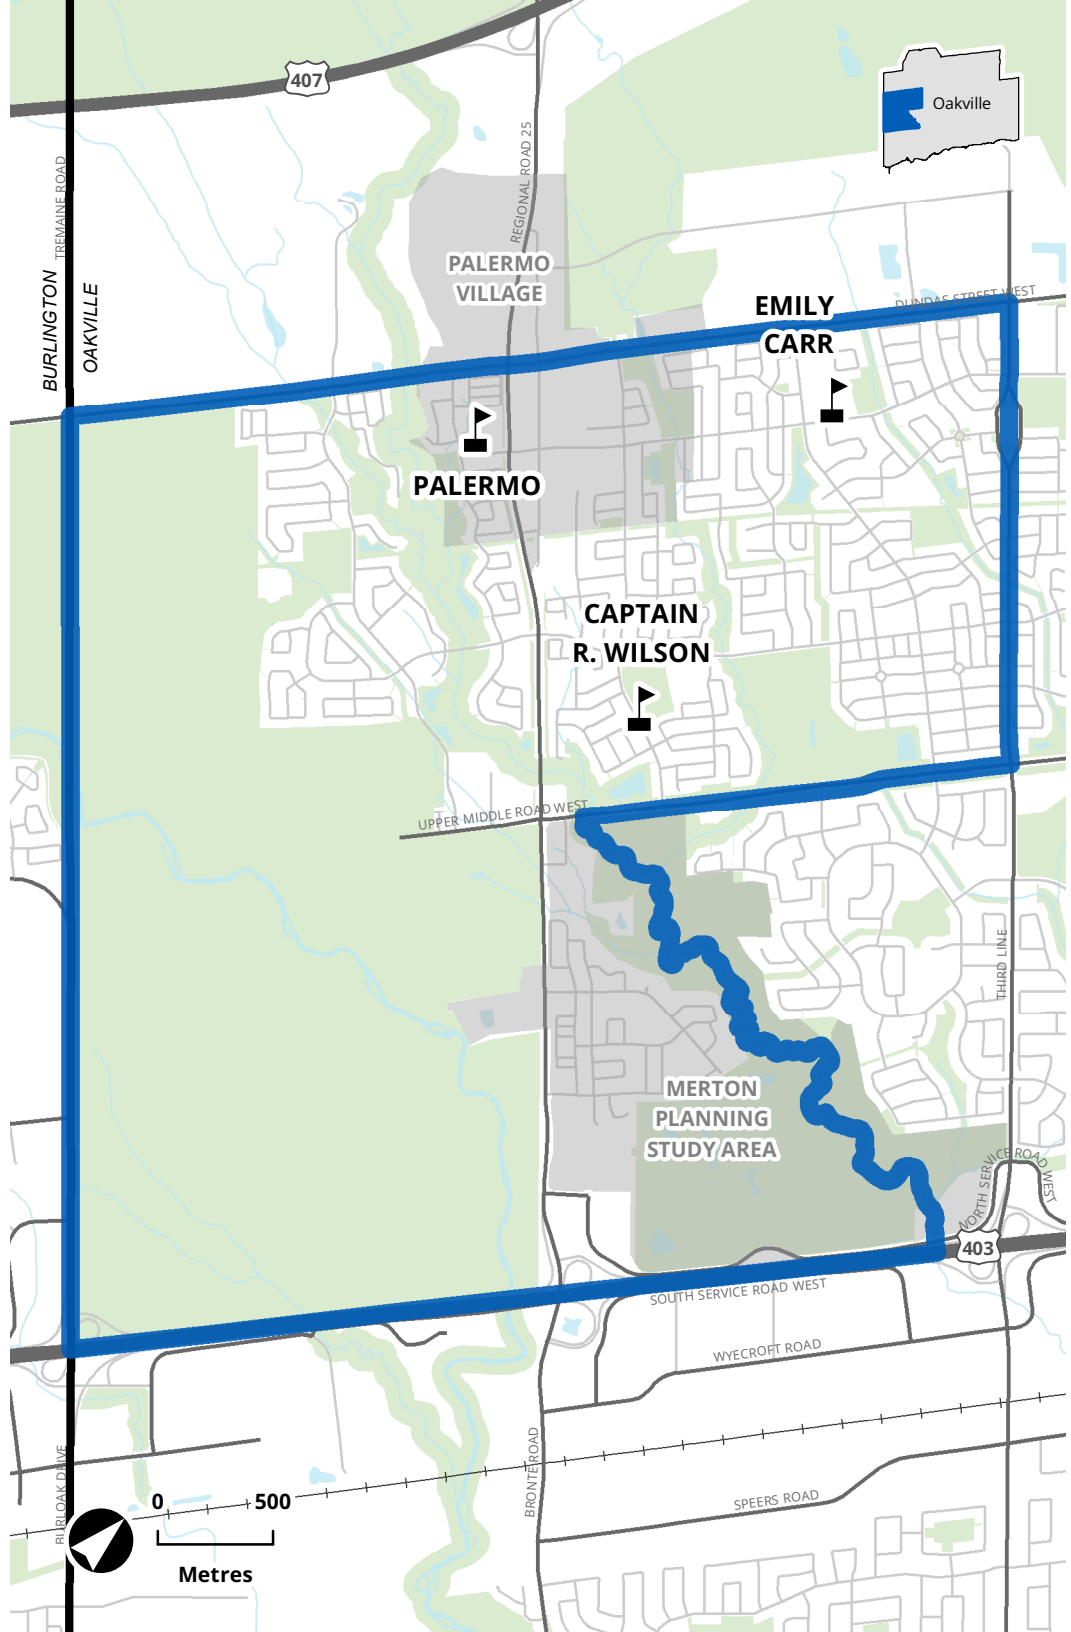 407
Oakville
REGIONAL ROAD 25
TREMAINE ROAD
PALERMO
VILLAGE
BURLINGTON
OAKVILLE
DUNDAS STREET WEST
EMILY
CARR
PALERMO
CAPTAIN
R. WILSON
UPPER MIDDLE ROAD WEST
THIRD LINE
MERTON
PLANNING
STUDY AREA
NORTH SERVICE ROAD WEST
403
SOUTH SERVICE ROAD WEST
WYECROFT ROAD
BURLOAK DRIVE
BRONTE ROAD
SPEERS ROAD
0 500
Metres